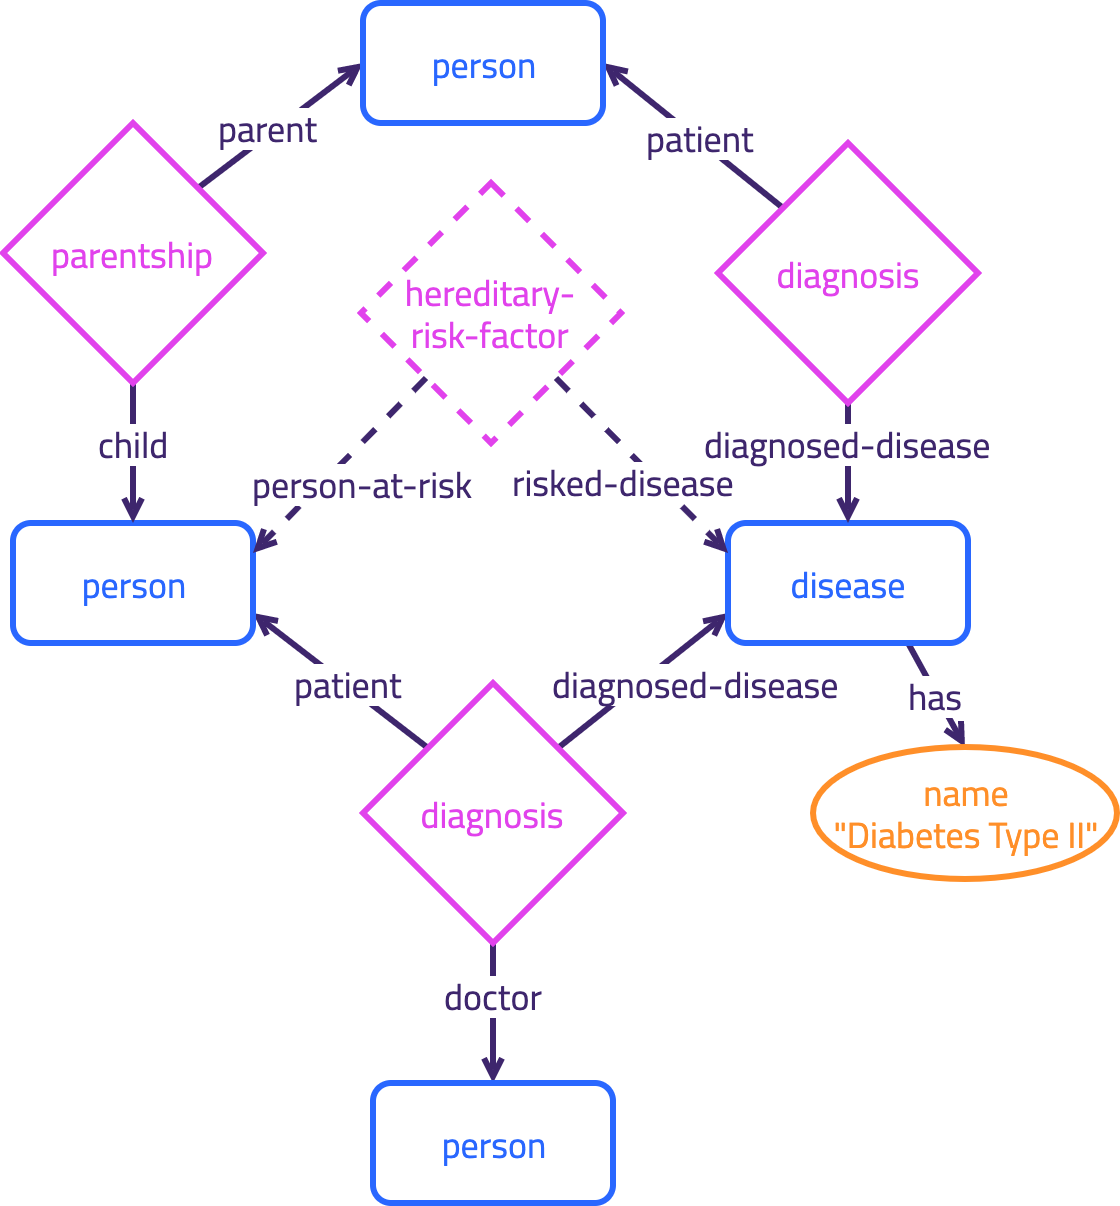 person
parent
patient
parentship
hereditary-
risk-factor
diagnosis
child
diagnosed-disease
person-at-risk
risked-disease
person
disease
patient
diagnosed-disease
has
name
"Diabetes Type II"
diagnosis
doctor
person